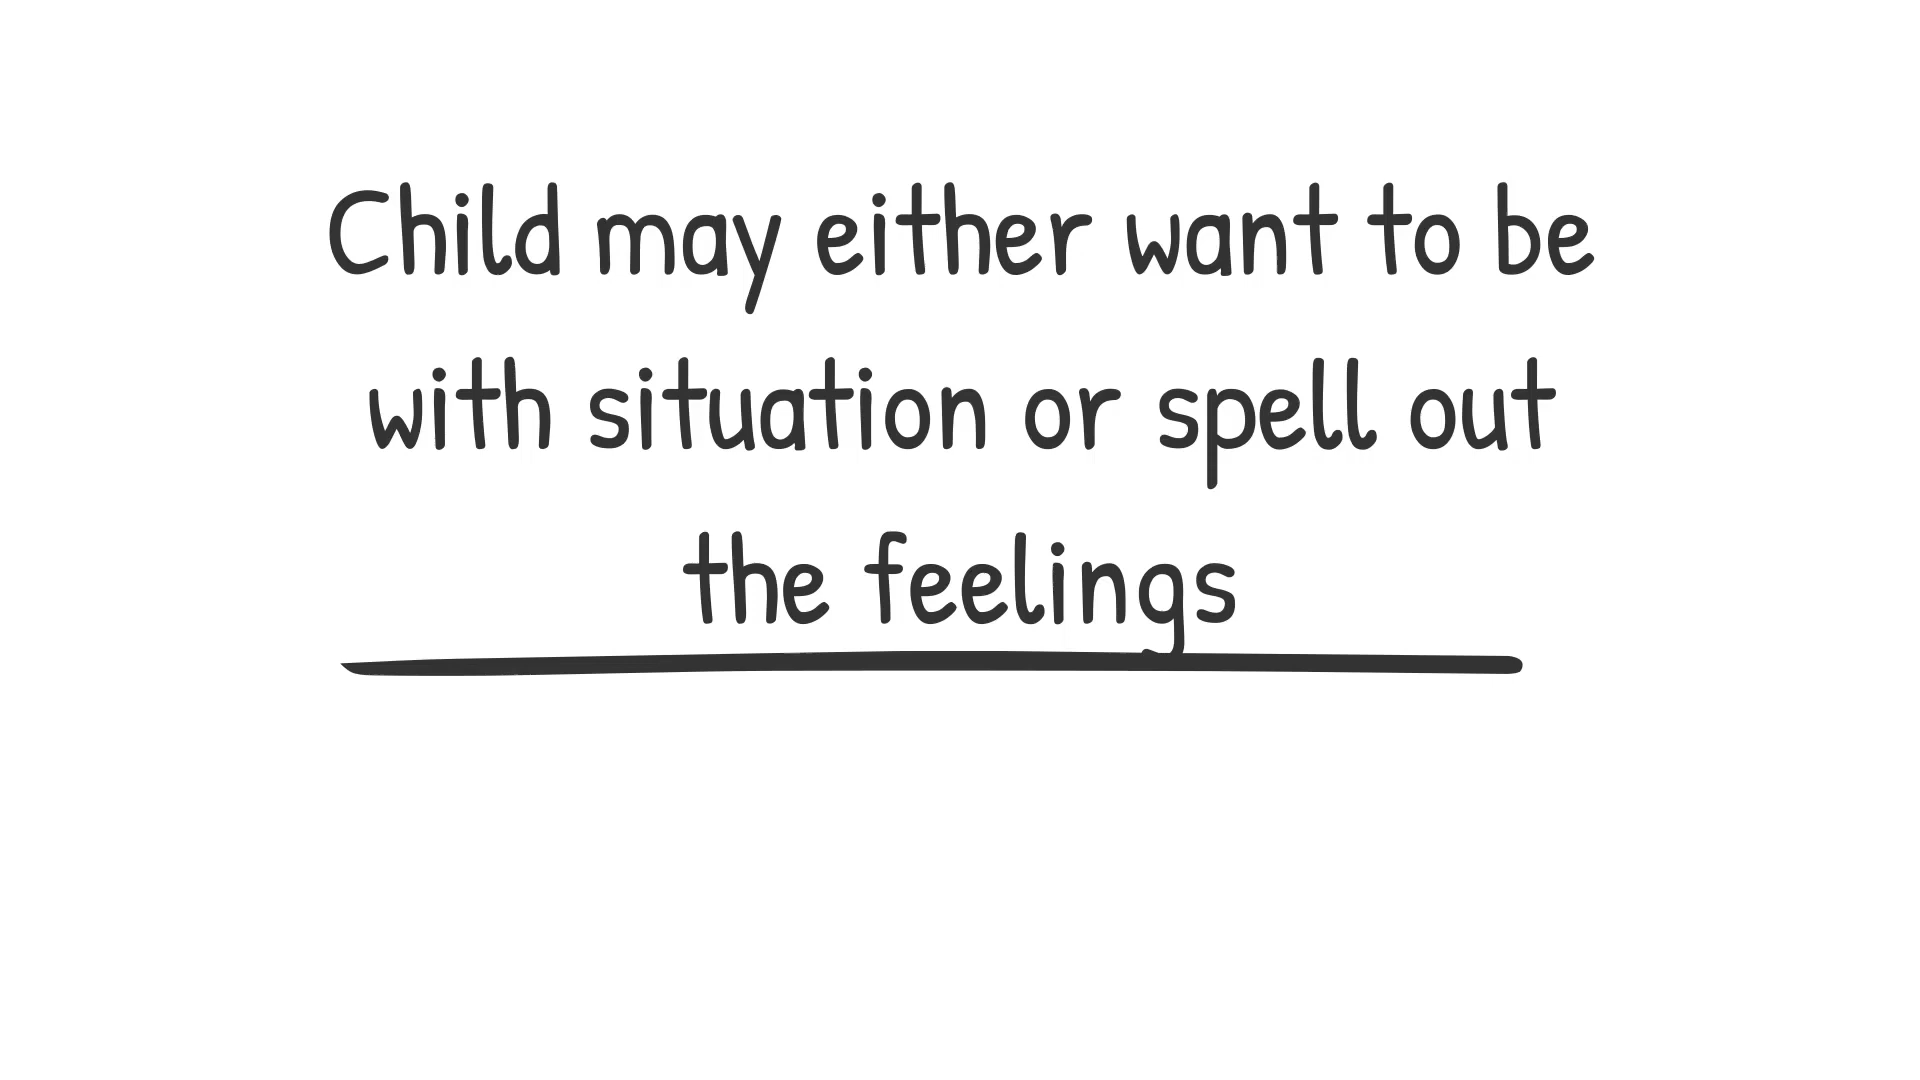 Child may either want to be
with situation or spell out
the feelings